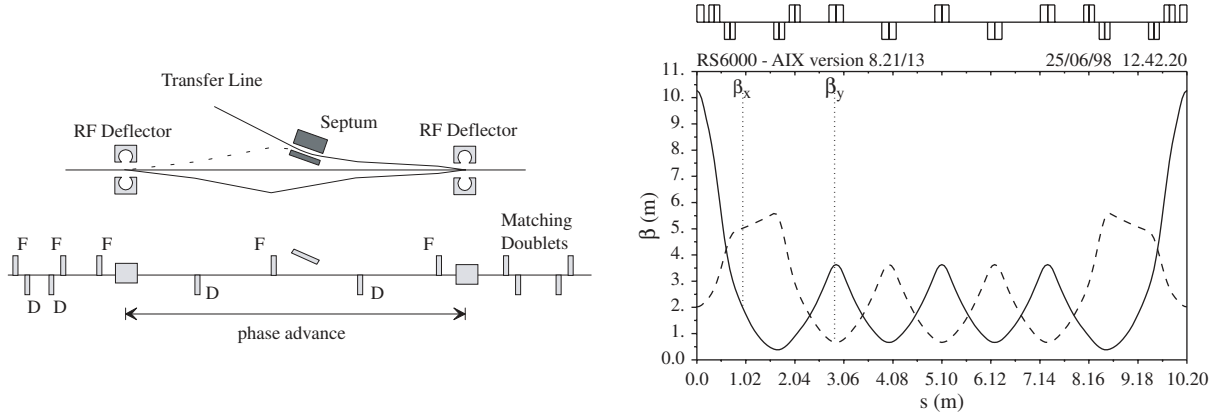 Transfer Line
RF Deflector
Septum
RF Deflector
Matching
Doublets
F F F F F
D D D D
phase advance
RS6000 - AIX version 8.21/13 25/06/98 12.42.20
βx βy
β (m)
11.
10.
9.
8.
7.
6.
5.
4.
3.
2.
1.
0.0
0.0 1.02 2.04 3.06 4.08 5.10 6.12 7.14 8.16 9.18 10.20
s (m)